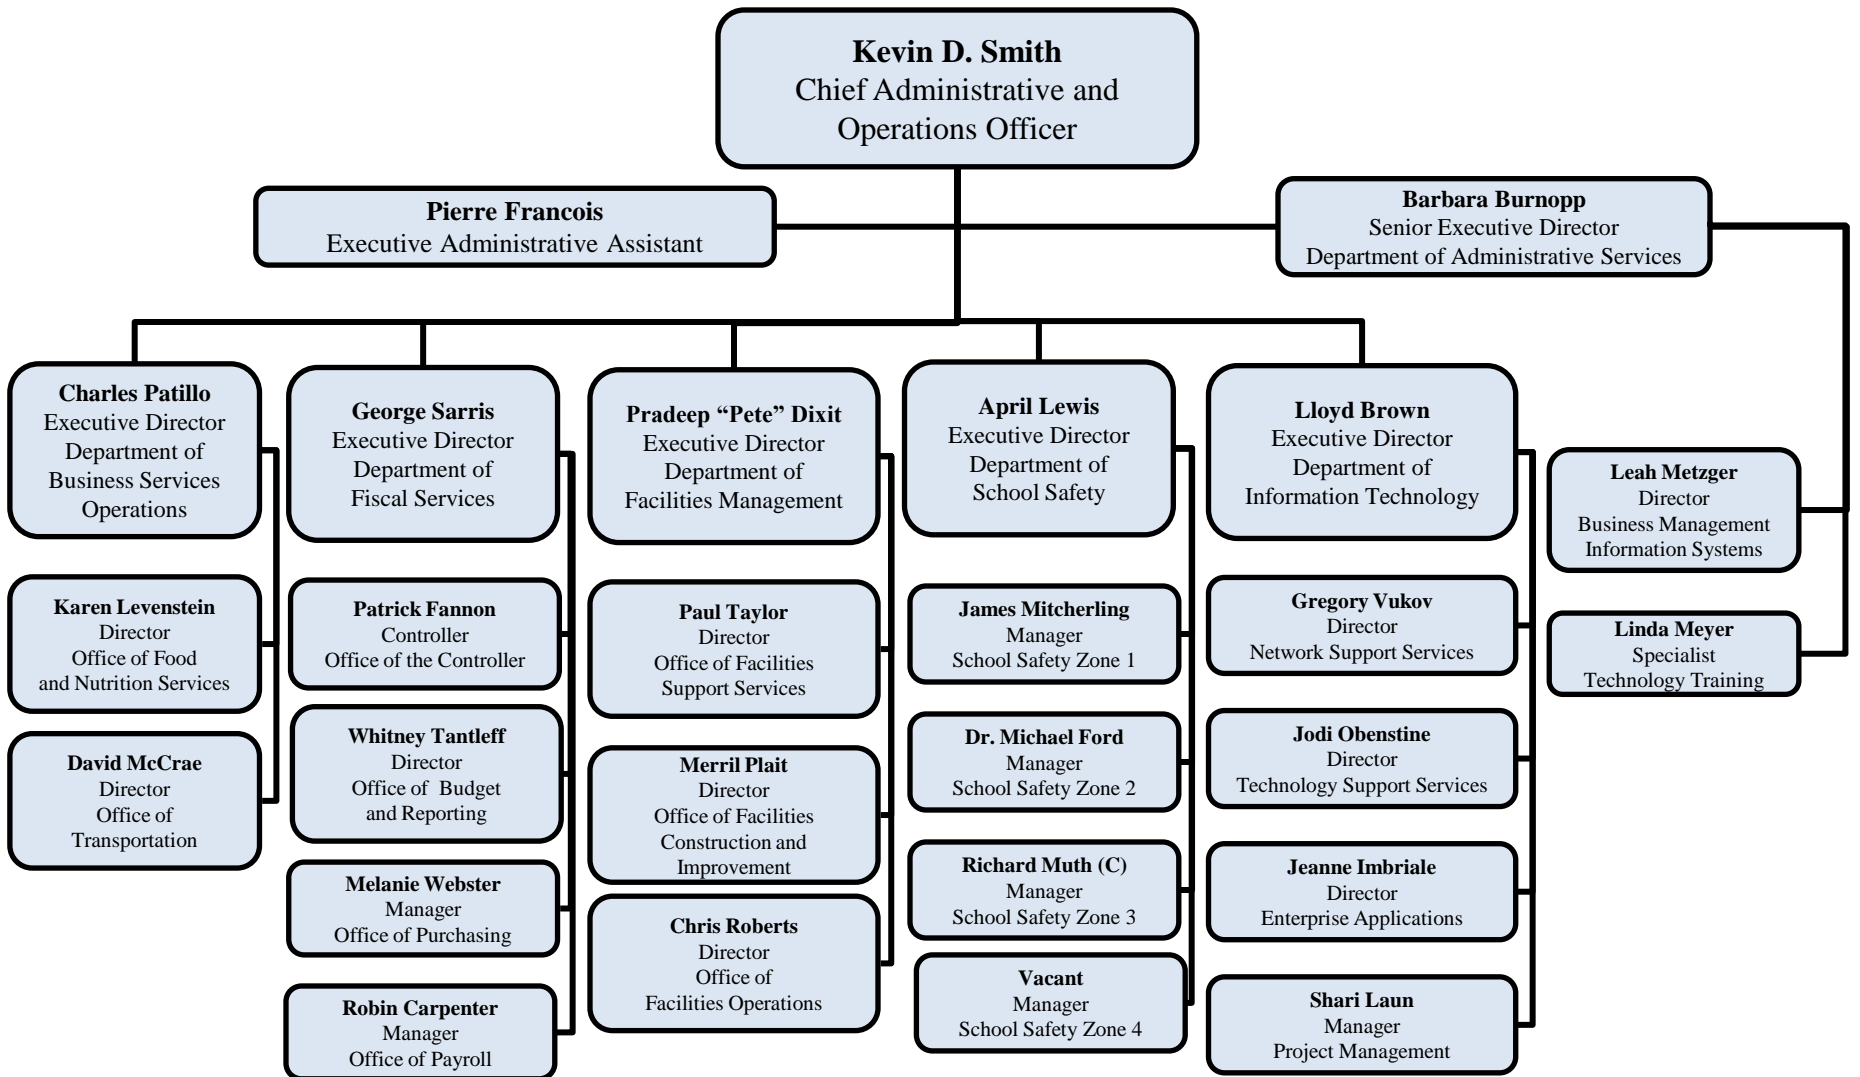 Kevin D. Smith
Chief Administrative and
Operations Officer
Pierre Francois
Executive Administrative Assistant
Barbara Burnopp
Senior Executive Director
Department of Administrative Services
Charles Patillo
Executive Director
Department of
Business Services
Operations
Karen Levenstein
Director
Office of Food
and Nutrition Services
David McCrae
Director
Office of
Transportation
George Sarris
Executive Director
Department of
Fiscal Services
Patrick Fannon
Controller
Office of the Controller
Whitney Tantleff
Director
Office of Budget
and Reporting
Melanie Webster
Manager
Office of Purchasing
Robin Carpenter
Manager
Office of Payroll
Pradeep “Pete” Dixit
Executive Director
Department of
Facilities Management
Paul Taylor
Director
Office of Facilities
Support Services
Merril Plait
Director
Office of Facilities
Construction and
Improvement
Chris Roberts
Director
Office of
Facilities Operations
April Lewis
Executive Director
Department of
School Safety
James Mitcherling
Manager
School Safety Zone 1
Dr. Michael Ford
Manager
School Safety Zone 2
Richard Muth (C)
Manager
School Safety Zone 3
Vacant
Manager
School Safety Zone 4
Lloyd Brown
Executive Director
Department of
Information Technology
Gregory Vukov
Director
Network Support Services
Jodi Obenstine
Director
Technology Support Services
Jeanne Imbriale
Director
Enterprise Applications
Shari Laun
Manager
Project Management
Leah Metzger
Director
Business Management
Information Systems
Linda Meyer
Specialist
Technology Training